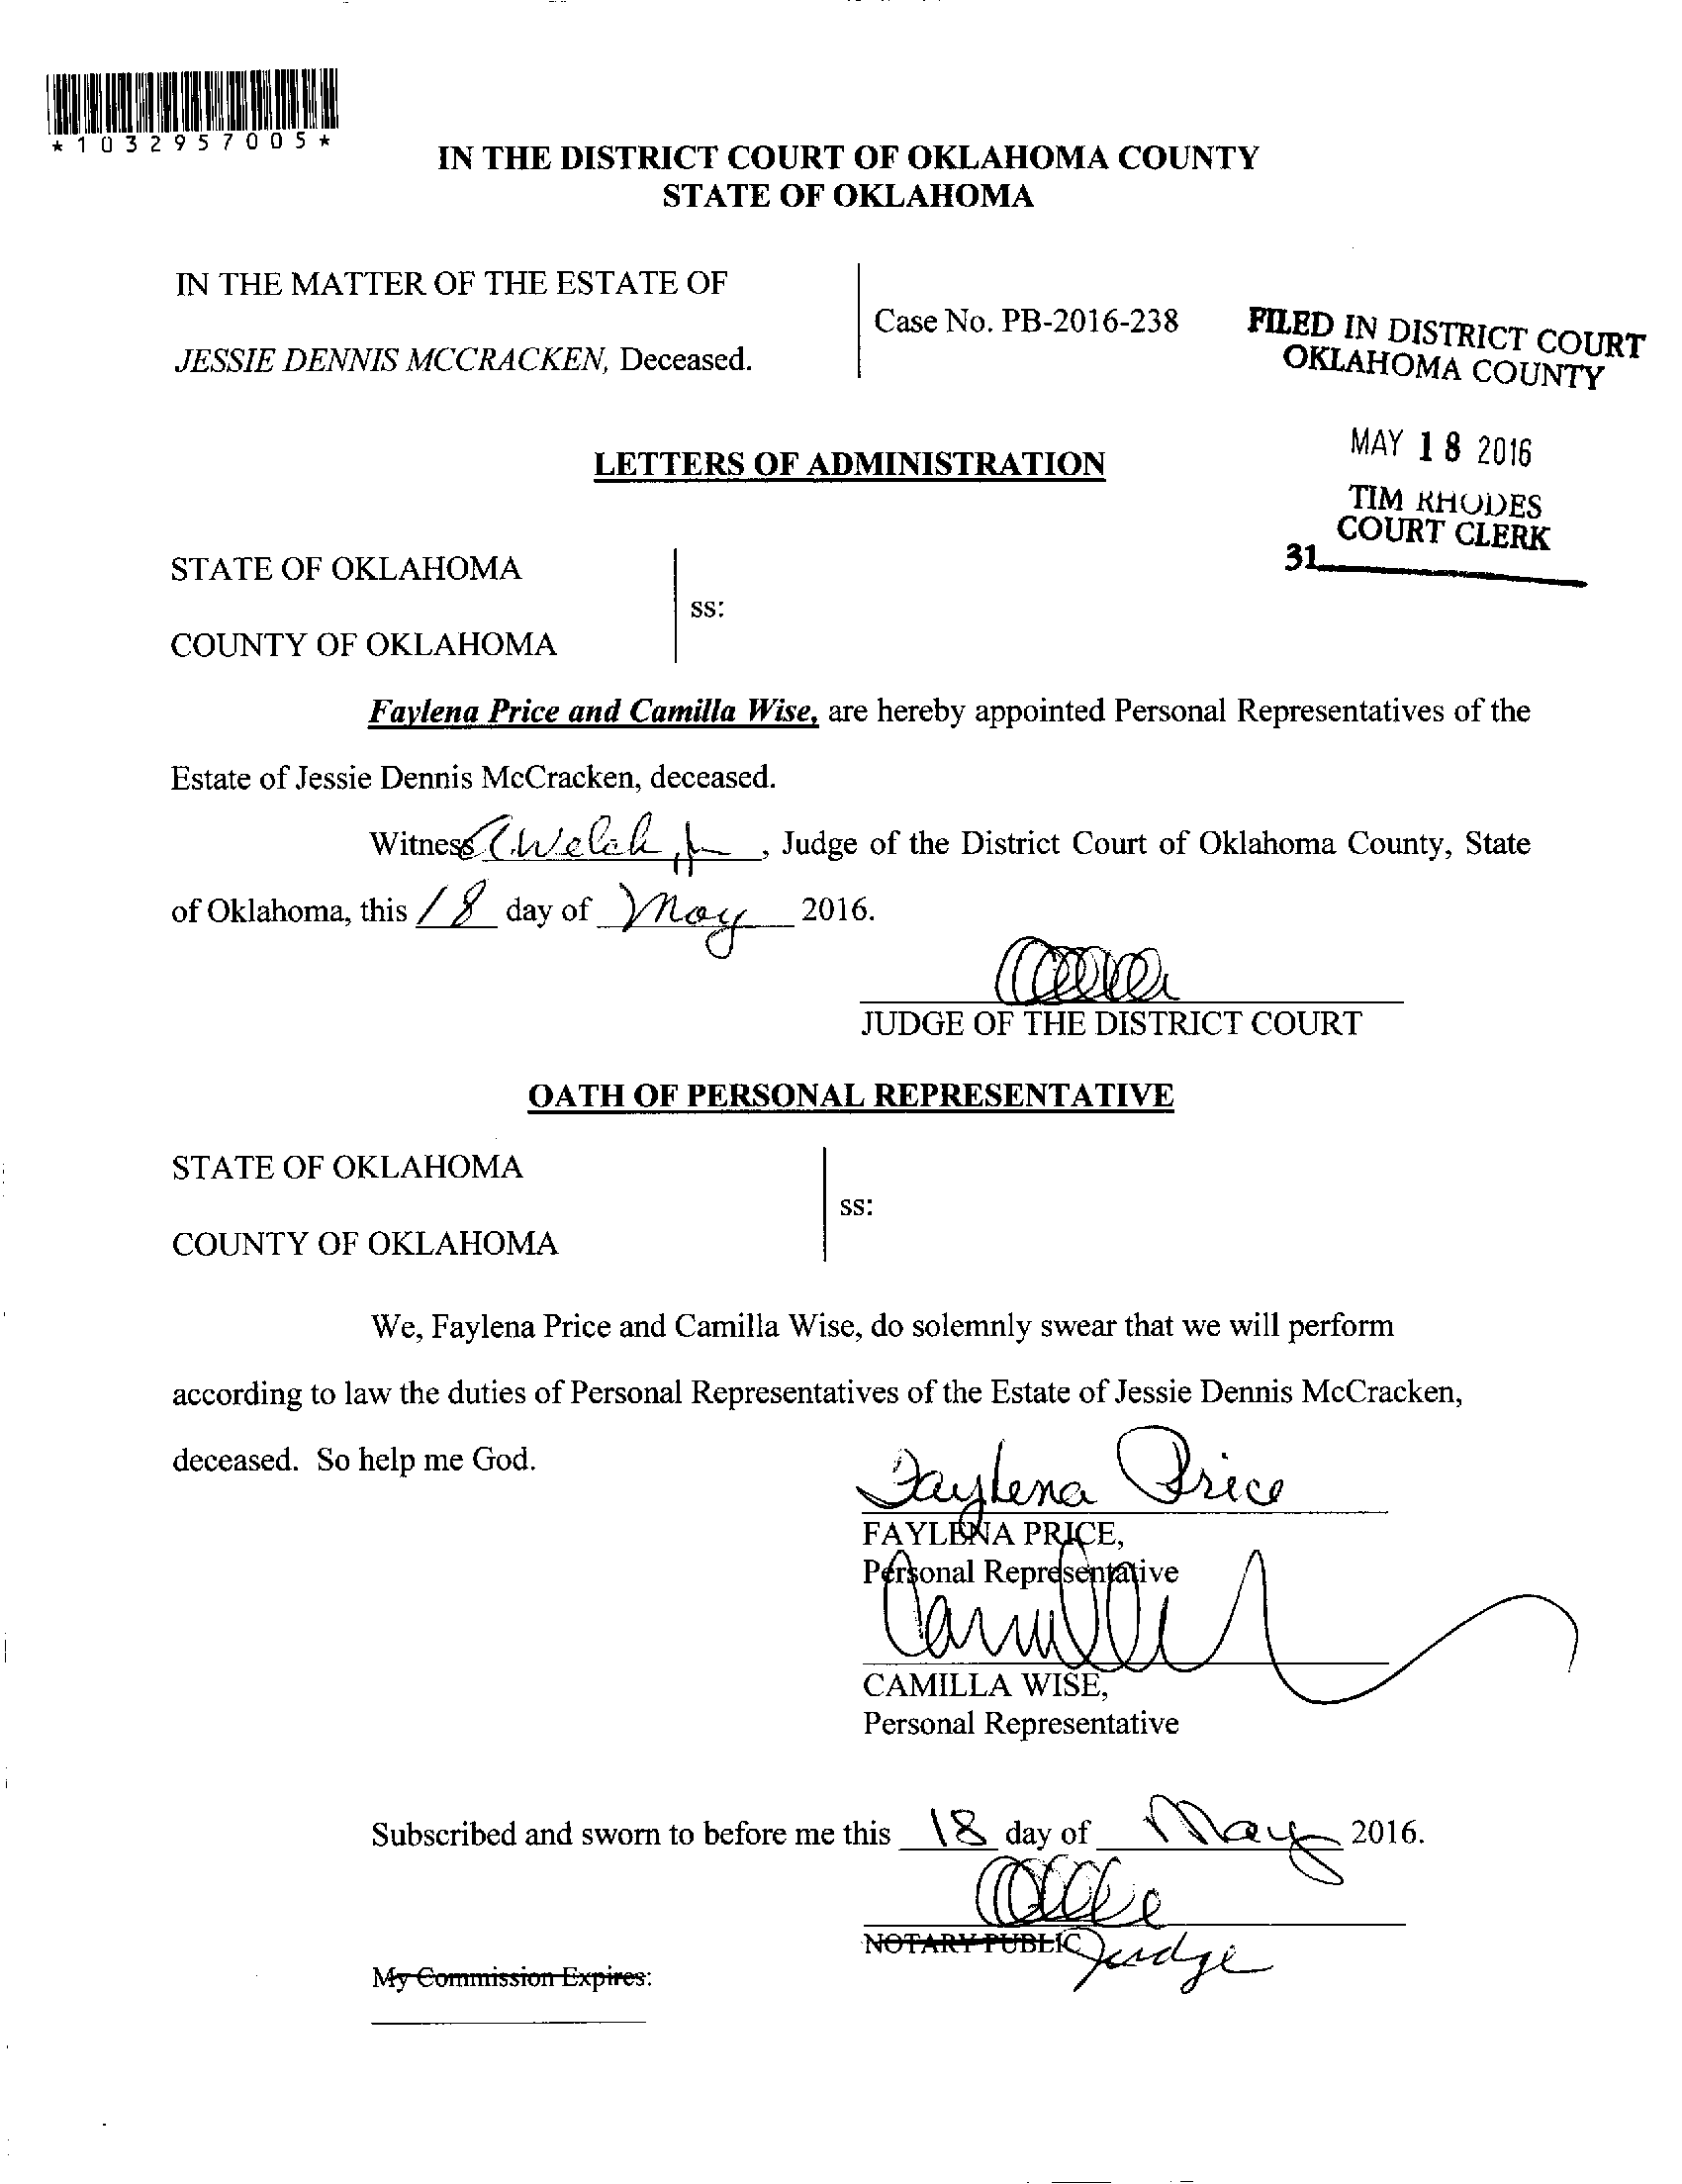 *1032957005*
IN THE DISTRICT COURT OF OKLAHOMA COUNTY
STATE OF OKLAHOMA
IN THE MATTER OF THE ESTATE OF
JESSIE DENNIS MCCRACKEN, Deceased.
Case No. PB-2016-238
FILED IN DISTRICT COURT
OKLAHOMA COUNTY
MAY 18 2016
TIM RHODES
COURT CLERK
31
LETTERS OF ADMINISTRATION
STATE OF OKLAHOMA
ss:
COUNTY OF OKLAHOMA
Faylena Price and Camilla Wise, are hereby appointed Personal Representatives of the
Estate of Jessie Dennis McCracken, deceased.
Witness Welch, Jr , Judge of the District Court of Oklahoma County, State
of Oklahoma, this 18 day of May 2016.
JUDGE OF THE DISTRICT COURT
OATH OF PERSONAL REPRESENTATIVE
STATE OF OKLAHOMA
ss:
COUNTY OF OKLAHOMA
We, Faylena Price and Camilla Wise, do solemnly swear that we will perform
according to law the duties of Personal Representatives of the Estate of Jessie Dennis McCracken,
deceased. So help me God.
Faylena Price
FAYLENA PRICE,
Personal Representative
CAMILLA WISE,
Personal Representative
Subscribed and sworn to before me this 18 day of May 2016.
NOTARY PUBLIC Judge
My Commission Expires: